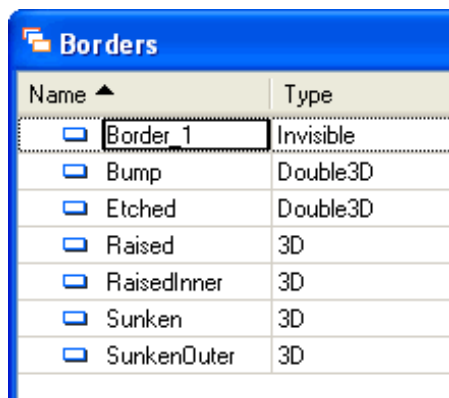 Borders
Name Type
Border_1 Invisible
Bump Double3D
Etched Double3D
Raised 3D
RaisedInner 3D
Sunken 3D
SunkenOuter 3D